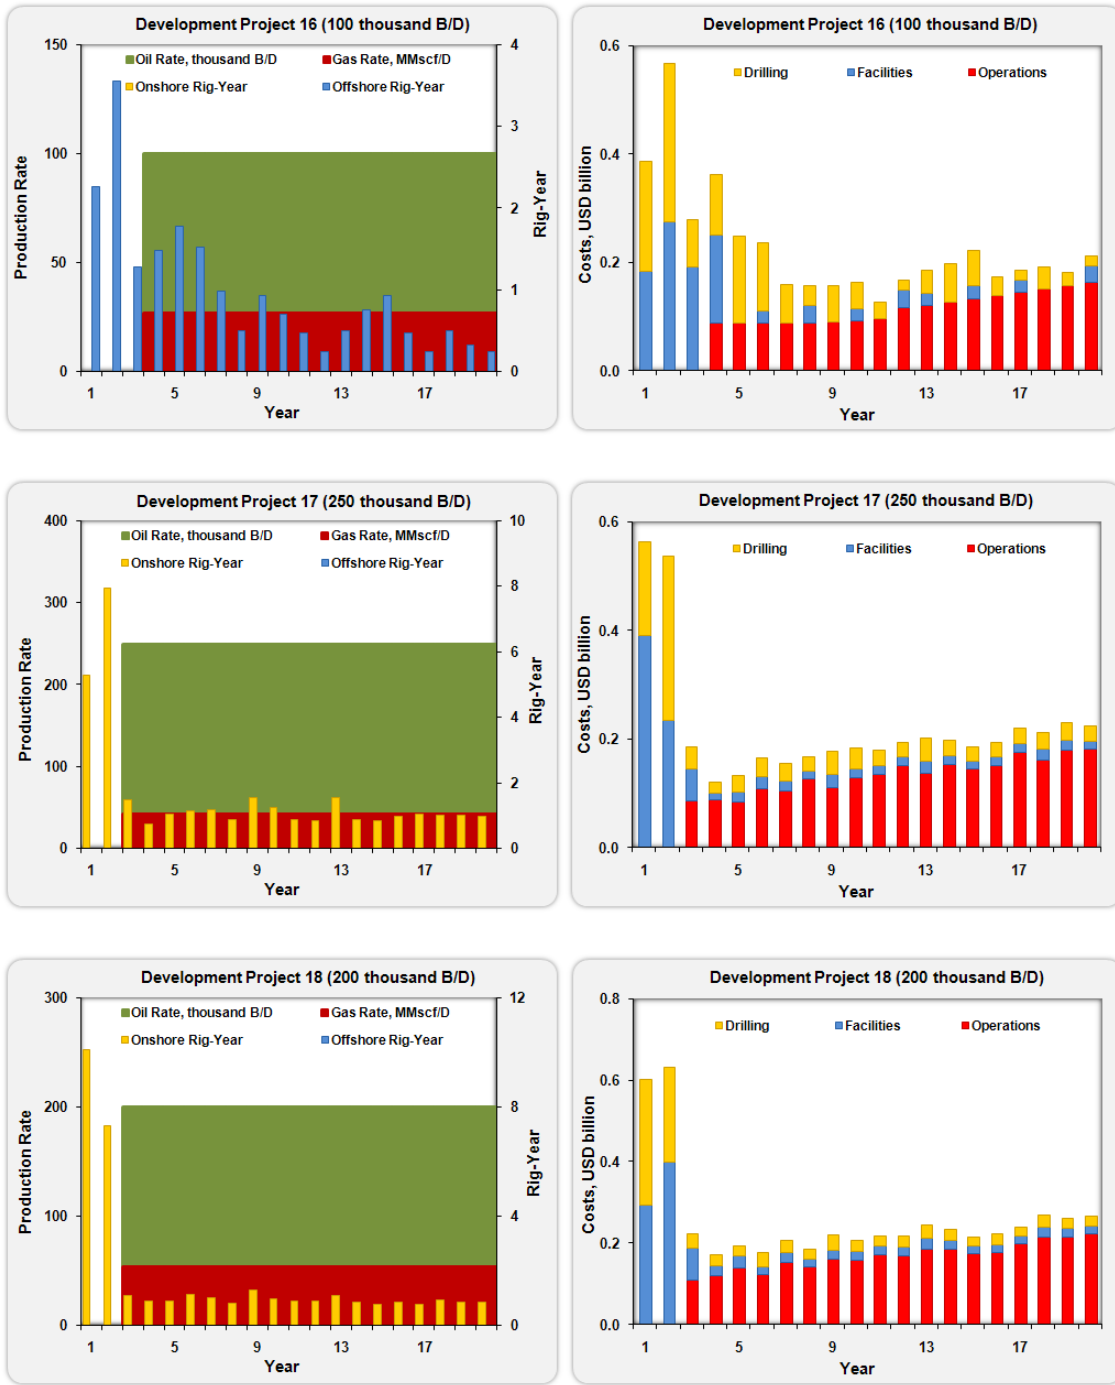 Development Project 16 (100 thousand B/D)
Oil Rate, thousand B/D
Gas Rate, MMscf/D
Onshore Rig-Year
Offshore Rig-Year
150
100
50
0
4
3
2
1
0
Production Rate
Rig-Year
1 5 9 13 17
Year
Development Project 16 (100 thousand B/D)
Drilling
Facilities
Operations
0.6
0.4
0.2
0.0
Costs, USD billion
1 5 9 13 17
Year
Development Project 17 (250 thousand B/D)
Oil Rate, thousand B/D
Gas Rate, MMscf/D
Onshore Rig-Year
Offshore Rig-Year
400
300
200
100
0
10
8
6
4
2
0
Production Rate
Rig-Year
1 5 9 13 17
Year
Development Project 17 (250 thousand B/D)
Drilling
Facilities
Operations
0.6
0.4
0.2
0.0
Costs, USD billion
1 5 9 13 17
Year
Development Project 18 (200 thousand B/D)
Oil Rate, thousand B/D
Gas Rate, MMscf/D
Onshore Rig-Year
Offshore Rig-Year
300
200
100
0
12
8
4
0
Production Rate
Rig-Year
1 5 9 13 17
Year
Development Project 18 (200 thousand B/D)
Drilling
Facilities
Operations
0.8
0.6
0.4
0.2
0.0
Costs, USD billion
1 5 9 13 17
Year